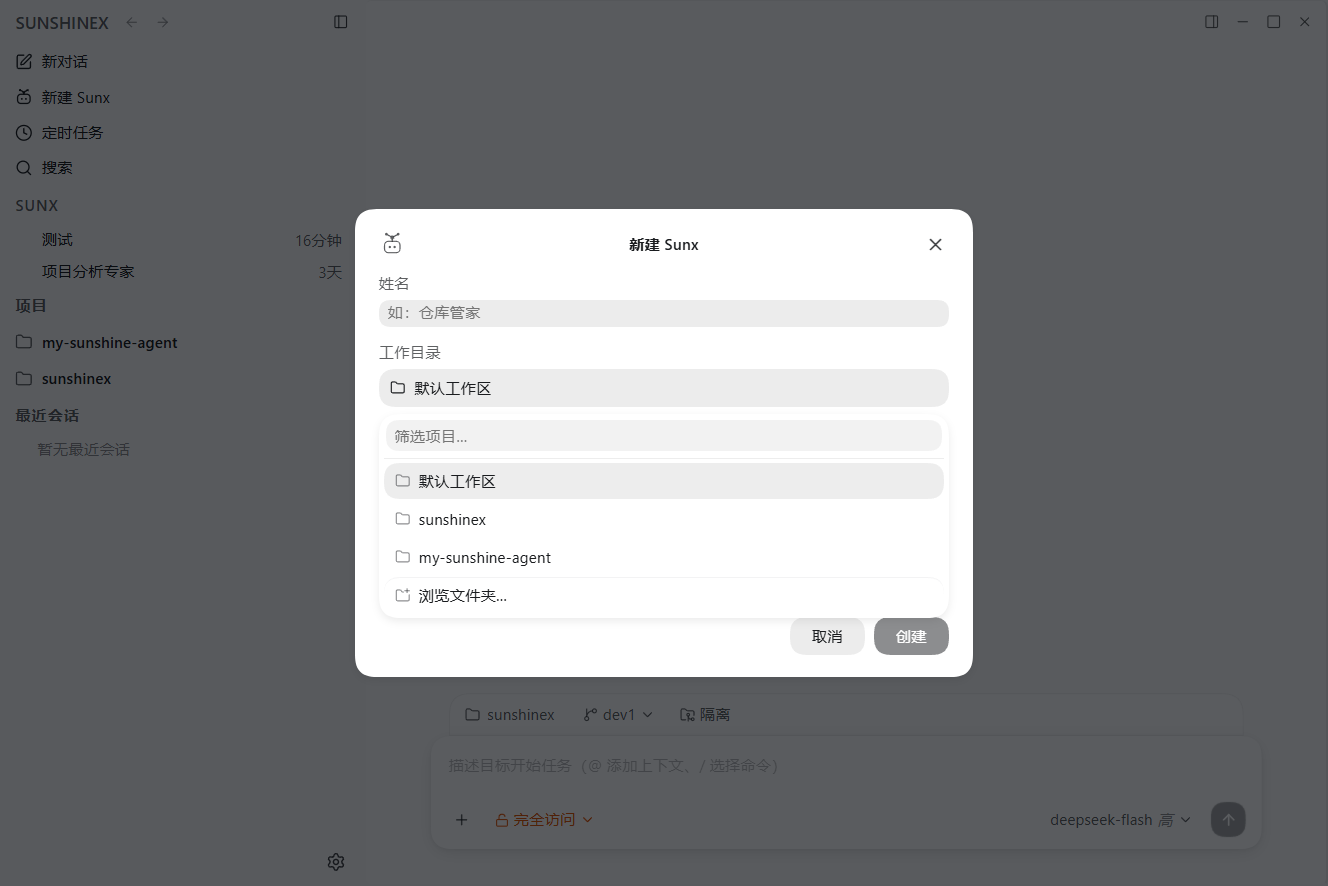 SUNSHINEX
新对话
新建 Sunx
定时任务
搜索
SUNX
测试 16分钟
项目分析专家 3天
项目
my-sunshine-agent
sunshinex
最近会话
暂无最近会话
新建 Sunx
姓名
如：仓库管家
工作目录
默认工作区
筛选项目...
默认工作区
sunshinex
my-sunshine-agent
浏览文件夹...
取消 创建
sunshinex dev1 隔离
描述目标开始任务（@ 添加上下文、/ 选择命令）
完全访问 deepseek-flash 高